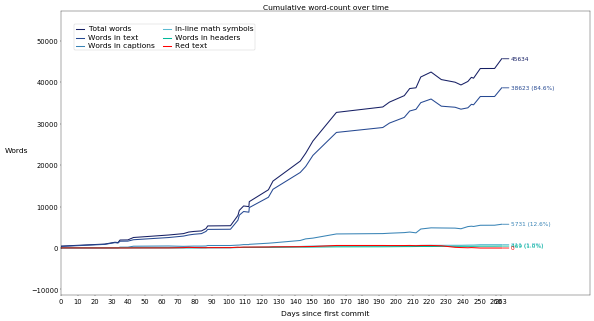 Cumulative word-count over time
Total words
Words in text
Words in captions
In-line math symbols
Words in headers
Red text
50000
40000
30000
20000
10000
0
−10000
Words
45634
38623 (84.6%)
5731 (12.6%)
(1.0%)
0 10 20 30 40 50 60 70 80 90 100 110 120 130 140 150 160 170 180 190 200 210 220 230 240 250 260 263
Days since first commit